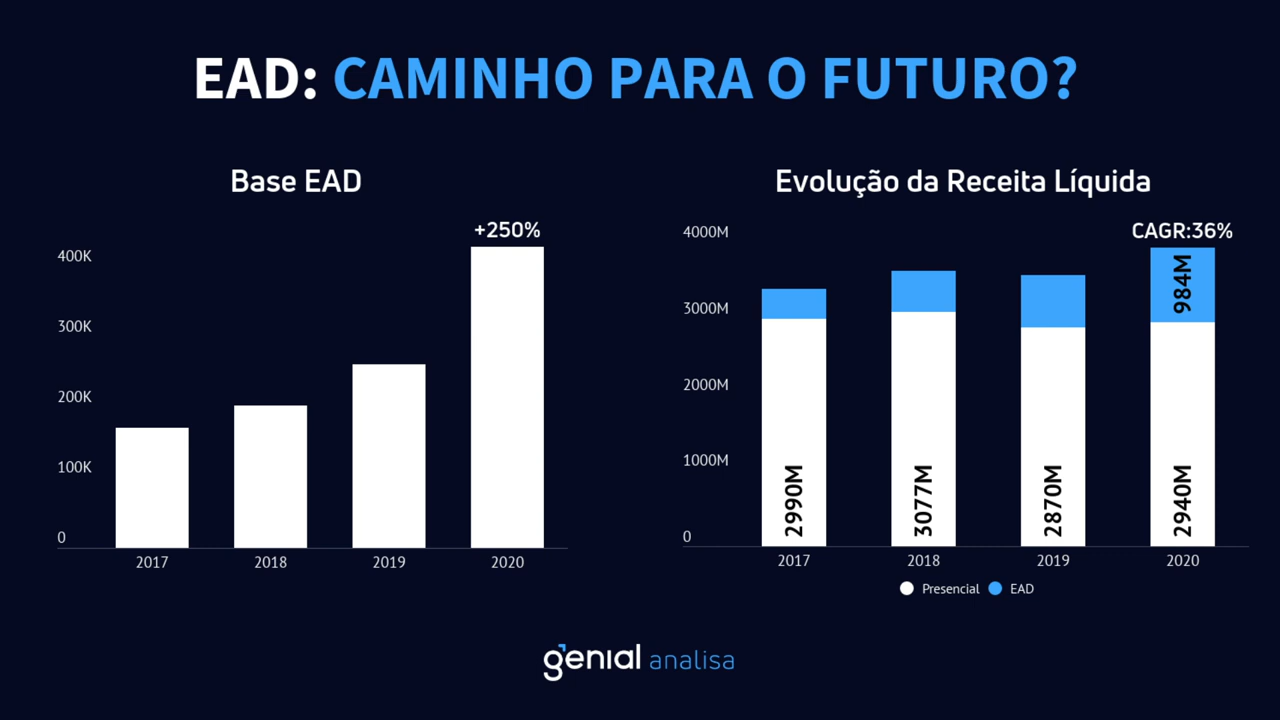 EAD: CAMINHO PARA O FUTURO?
Base EAD
+250%
400K
300K
200K
100K
0
2017 2018 2019 2020
Evolução da Receita Líquida
CAGR:36%
4000M
3000M
2000M
1000M
0
984M
2990M 3077M 2870M 2940M
2017 2018 2019 2020
Presencial EAD
genial analisa